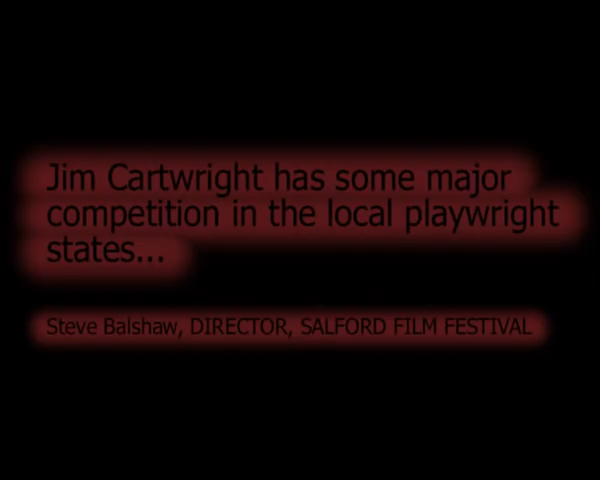 Jim Cartwright has some major
competition in the local playwright
states...
Steve Balshaw, DIRECTOR, SALFORD FILM FESTIVAL